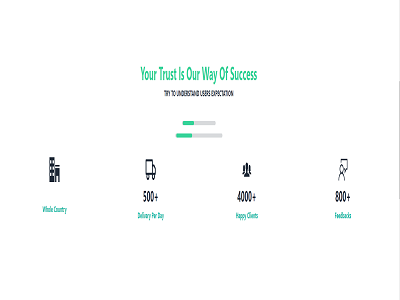 Your Trust Is Our Way Of Success
TRY TO UNDERSTAND USERS EXPECTATION
500+
4000+
800+
Whole Country
Delivery Per Day
Happy Clients
Feedbacks